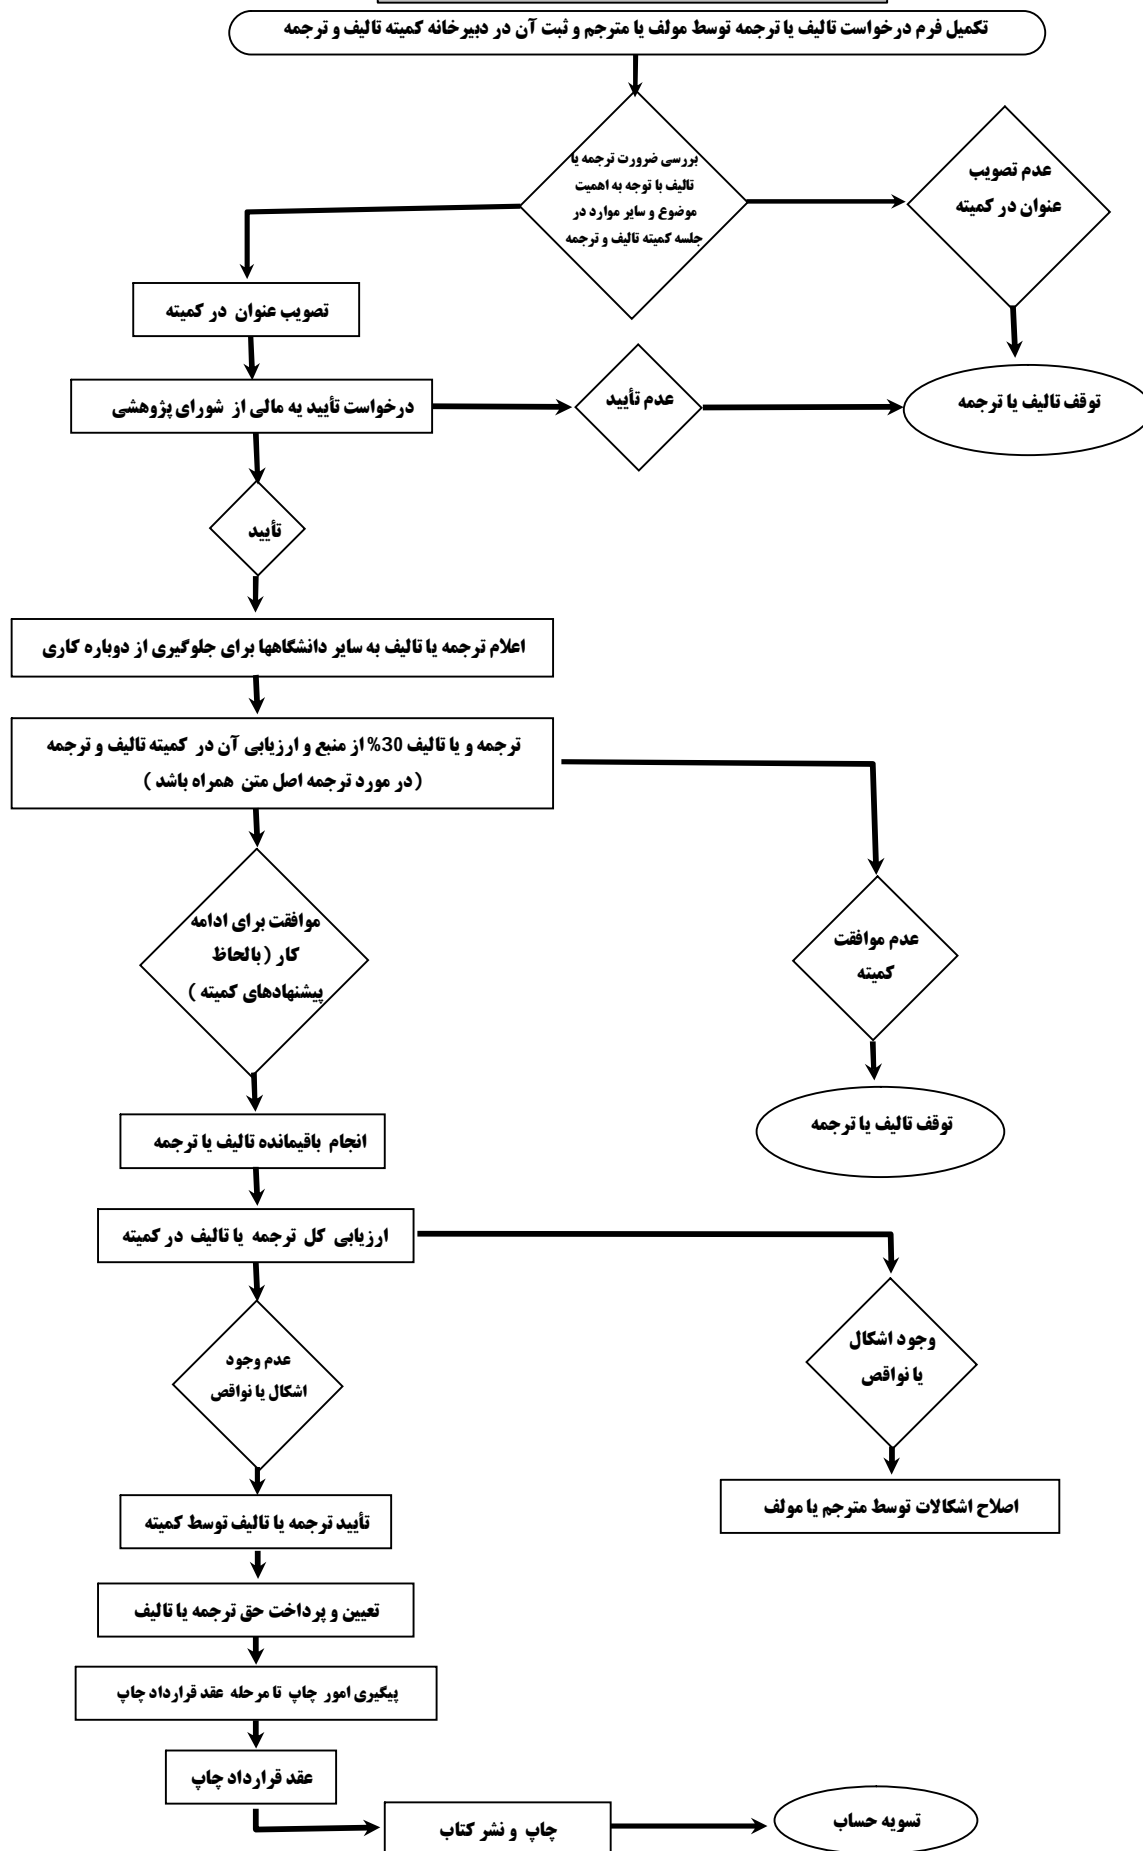 تکمیل فرم درخواست تالیف یا ترجمه توسط مولف یا مترجم و ثبت آن در دبیرخانه کمیته تالیف و ترجمه
بررسی ضرورت ترجمه یا
تالیف با توجه به اهمیت
موضوع و سایر موارد در
جلسه کمیته تالیف و ترجمه
عدم تصویب
عنوان در کمیته
تصویب عنوان در کمیته
درخواست تأیید یه مالی از شورای پژوهشی
عدم تأیید
توقف تالیف یا ترجمه
تأیید
اعلام ترجمه یا تالیف به سایر دانشگاهها برای جلوگیری از دوباره کاری
ترجمه و یا تالیف 30% از منبع و ارزیابی آن در کمیته تالیف و ترجمه
(در مورد ترجمه اصل متن همراه باشد )
موافقت برای ادامه
کار ( بالحاظ
پیشنهادهای کمیته )
عدم موافقت
کمیته
انجام باقیمانده تالیف یا ترجمه
توقف تالیف یا ترجمه
ارزیابی کل ترجمه یا تالیف در کمیته
عدم وجود
اشکال یا نواقص
وجود اشکال
یا نواقص
تأیید ترجمه یا تالیف توسط کمیته
اصلاح اشکالات توسط مترجم یا مولف
تعیین و پرداخت حق ترجمه یا تالیف
پیگیری امور چاپ تا مرحله عقد قرارداد چاپ
عقد قرارداد چاپ
چاپ و نشر کتاب
تسویه حساب